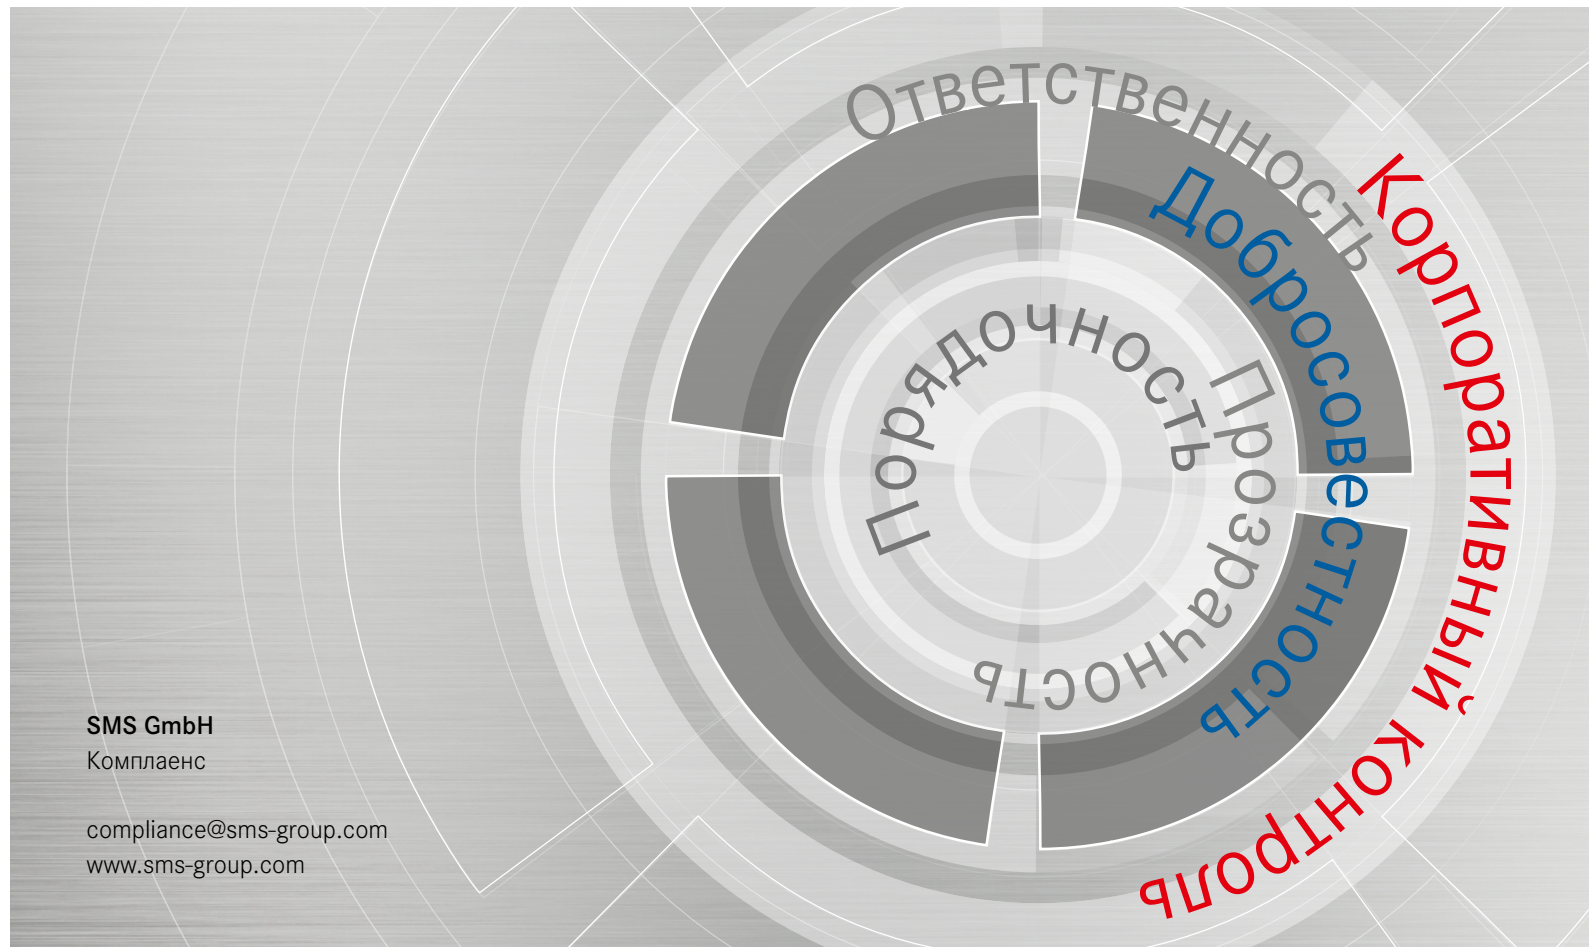 Ответственность
Добросовестность
Корпоративный контроль
Порядочность
Прозрачность
SMS GmbH
Комплаенс
compliance@sms-group.com
www.sms-group.com